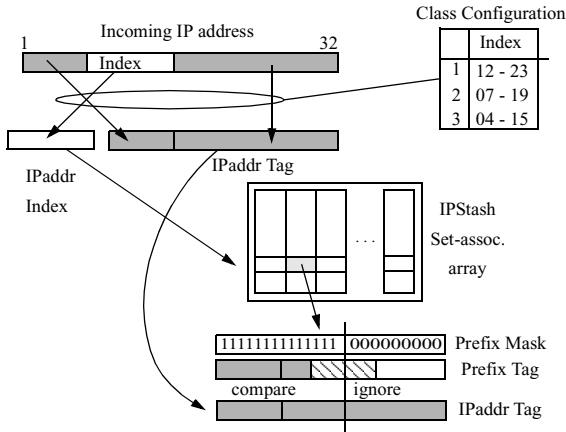 Class Configuration
Incoming IP address
1 32
Index
Index
1 12 - 23
2 07 - 19
3 04 - 15
IPaddr Tag
IPaddr
Index
IPStash
Set-assoc.
array
. . .
11111111111111 000000000 Prefix Mask
Prefix Tag
compare ignore
IPaddr Tag